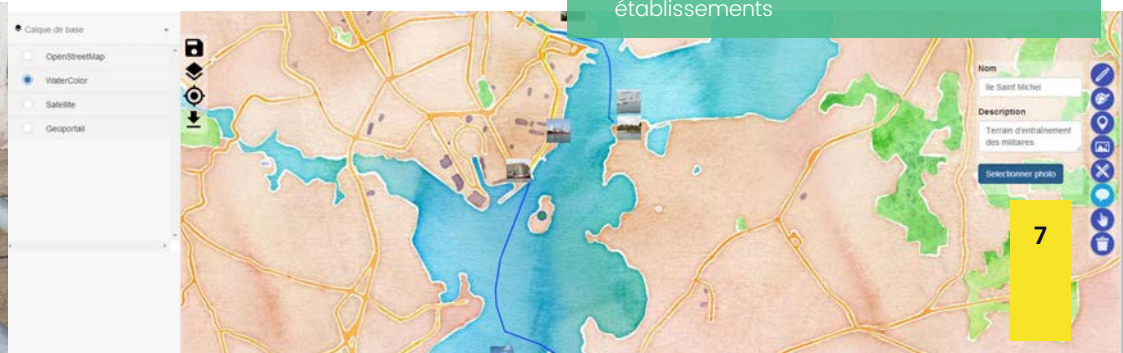 établissements
Calque de base
OpenStreetMap
WaterColor
Satellite
Geoportail
Nom
Ile Saint Michel
Description
Terrain d'entraînement
des militaires
Selectionner photo
7